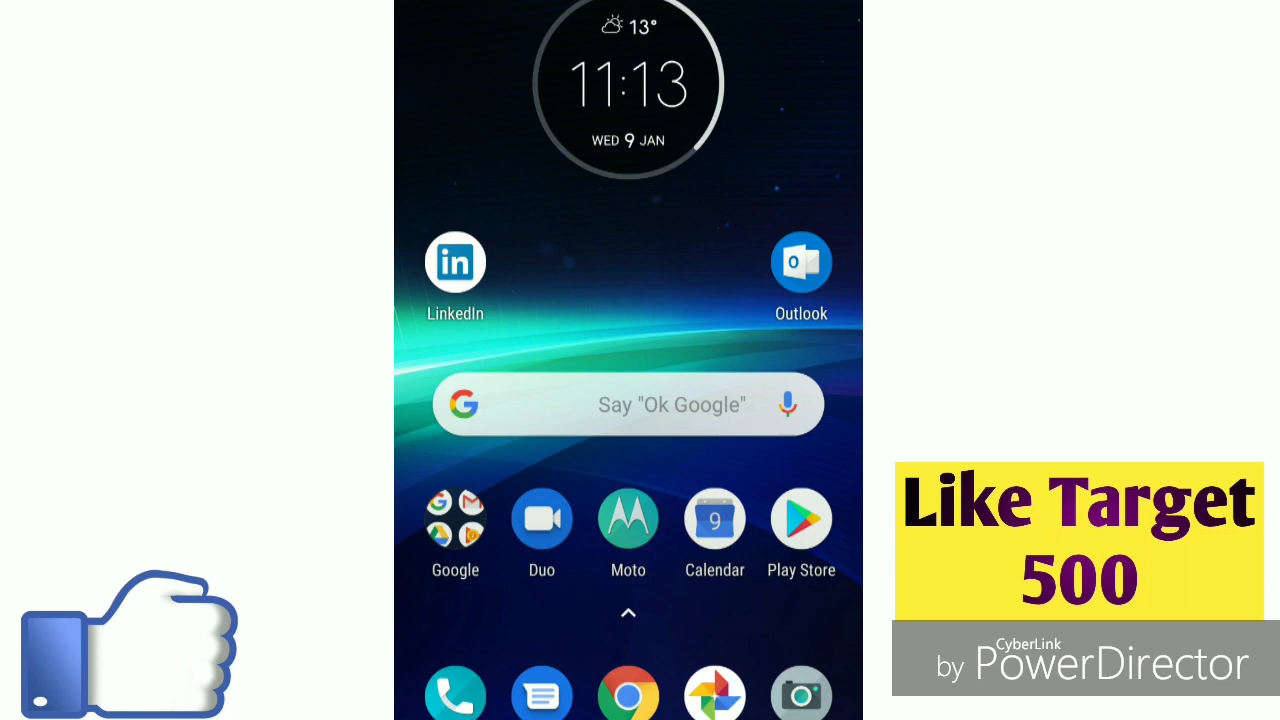 13°
11:13
WED 9 JAN
in
LinkedIn
O
Outlook
G
Say "Ok Google"
9
Google
Duo
Moto
Calendar
Play Store
Like Target
500
CyberLink
by PowerDirector